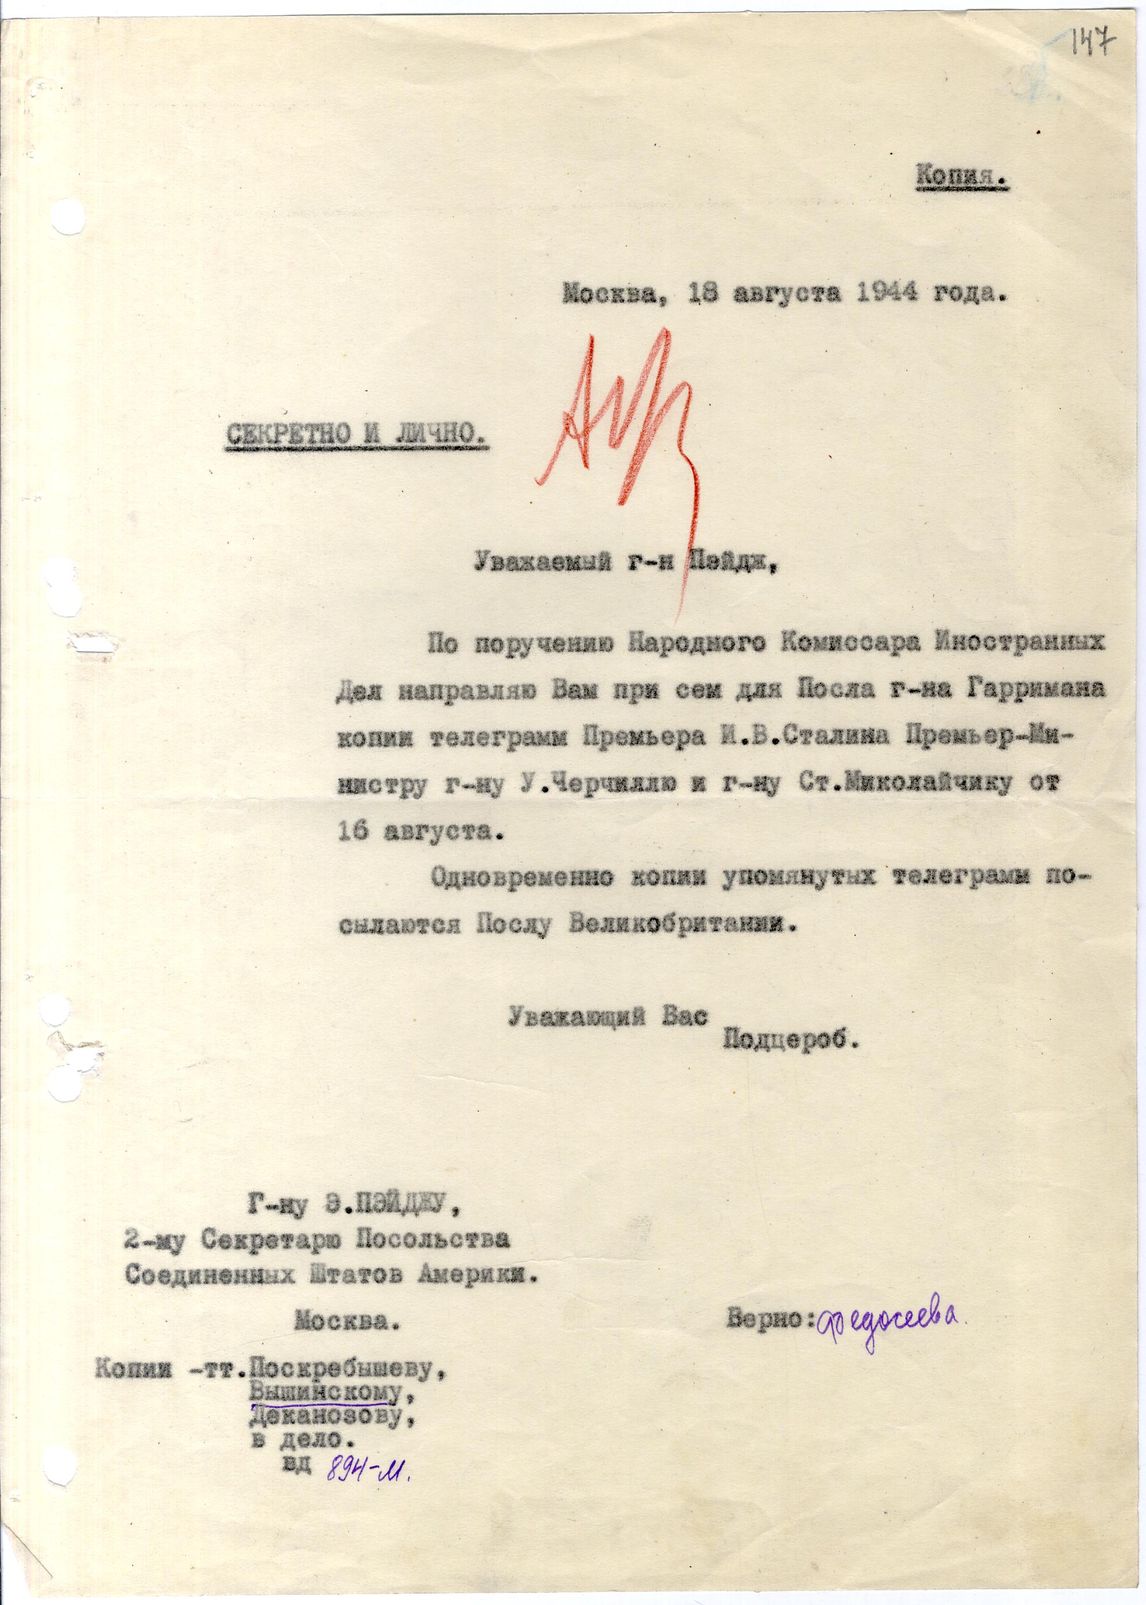 147
Копия.
Москва, 18 августа 1944 года.
СЕКРЕТНО И ЛИЧНО.
Уважаемый г-н Пэйдж,
По поручению Народного Комиссара Иностранных
Дел направляю Вам при сем для Посла г-на Гарримана
копии телеграмм Премьера И.В.Сталина Премьер-Ми-
нистру г-ну У.Черчиллю и г-ну Ст.Миколайчику от
16 августа.
Одновременно копии упомянутых телеграмм по-
сылаются Послу Великобритании.
Уважающий Вас
Подцероб.
Г-ну Э.ПЭЙДЖУ,
2-му Секретарю Посольства
Соединенных Штатов Америки.
Москва.
Верно: Федосеева.
Копии -тт.Поскребышеву,
Вышинскому,
Деканозову,
в дело.
вд 894-м.